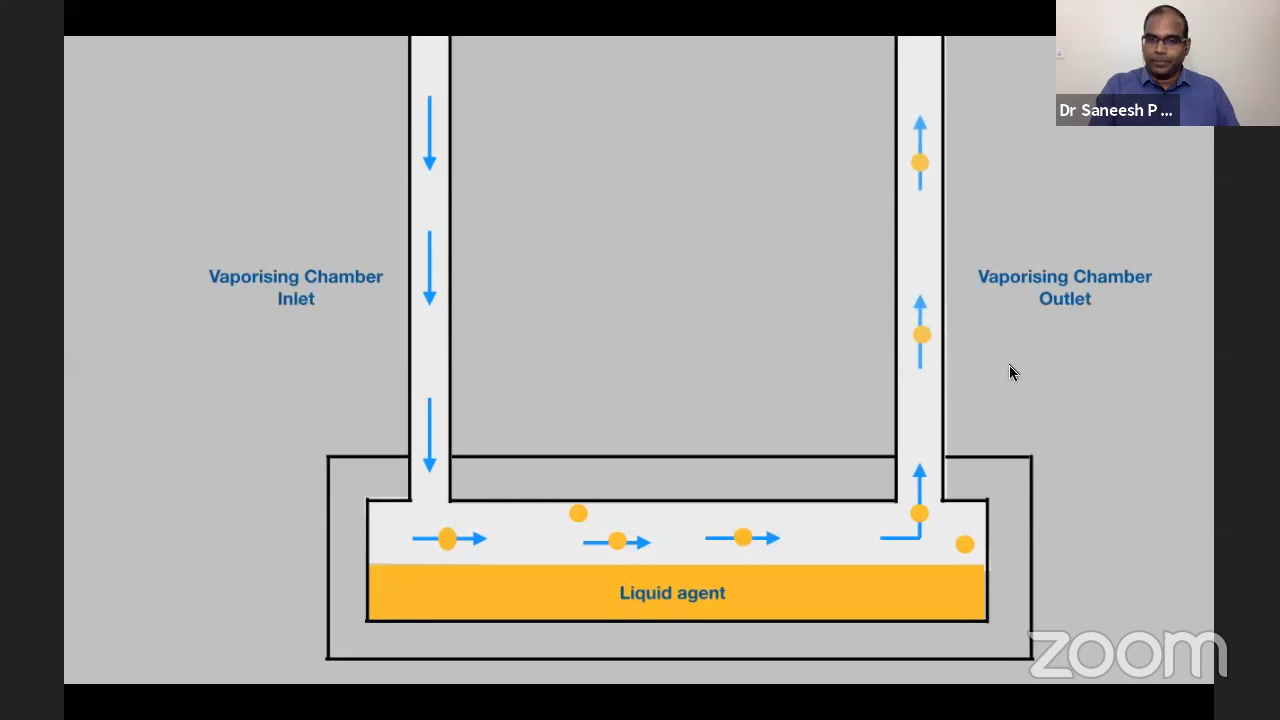 Dr Saneesh P ...
Vaporising Chamber
Inlet
Vaporising Chamber
Outlet
Liquid agent
zoom